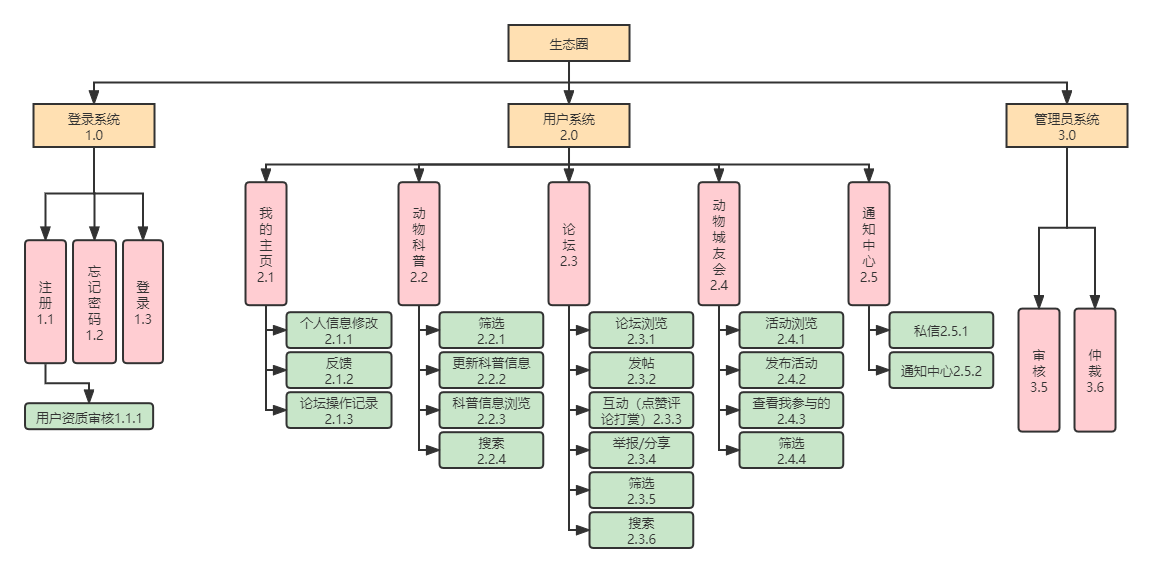 生态圈
登录系统
1.0
用户系统
2.0
管理员系统
3.0
注册
1.1
忘记密码
1.2
登录
1.3
用户资质审核1.1.1
我的主页
2.1
个人信息修改
2.1.1
反馈
2.1.2
论坛操作记录
2.1.3
动物科普
2.2
筛选
2.2.1
更新科普信息
2.2.2
科普信息浏览
2.2.3
搜索
2.2.4
论坛
2.3
论坛浏览
2.3.1
发帖
2.3.2
互动（点赞评
论打赏）2.3.3
举报/分享
2.3.4
筛选
2.3.5
搜索
2.3.6
动物城友会
2.4
活动浏览
2.4.1
发布活动
2.4.2
查看我参与的
2.4.3
筛选
2.4.4
通知中心
2.5
私信2.5.1
通知中心2.5.2
审核
3.5
仲裁
3.6